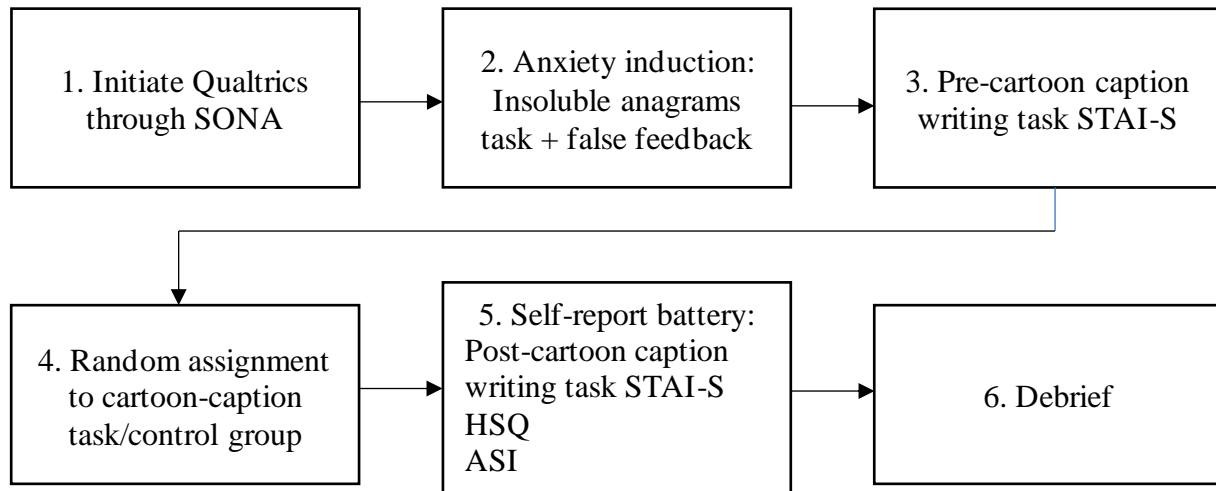 1. Initiate Qualtrics
through SONA
2. Anxiety induction:
Insoluble anagrams
task + false feedback
3. Pre-cartoon caption
writing task STAI-S
4. Random assignment
to cartoon-caption
task/control group
5. Self-report battery:
Post-cartoon caption
writing task STAI-S
HSQ
ASI
6. Debrief